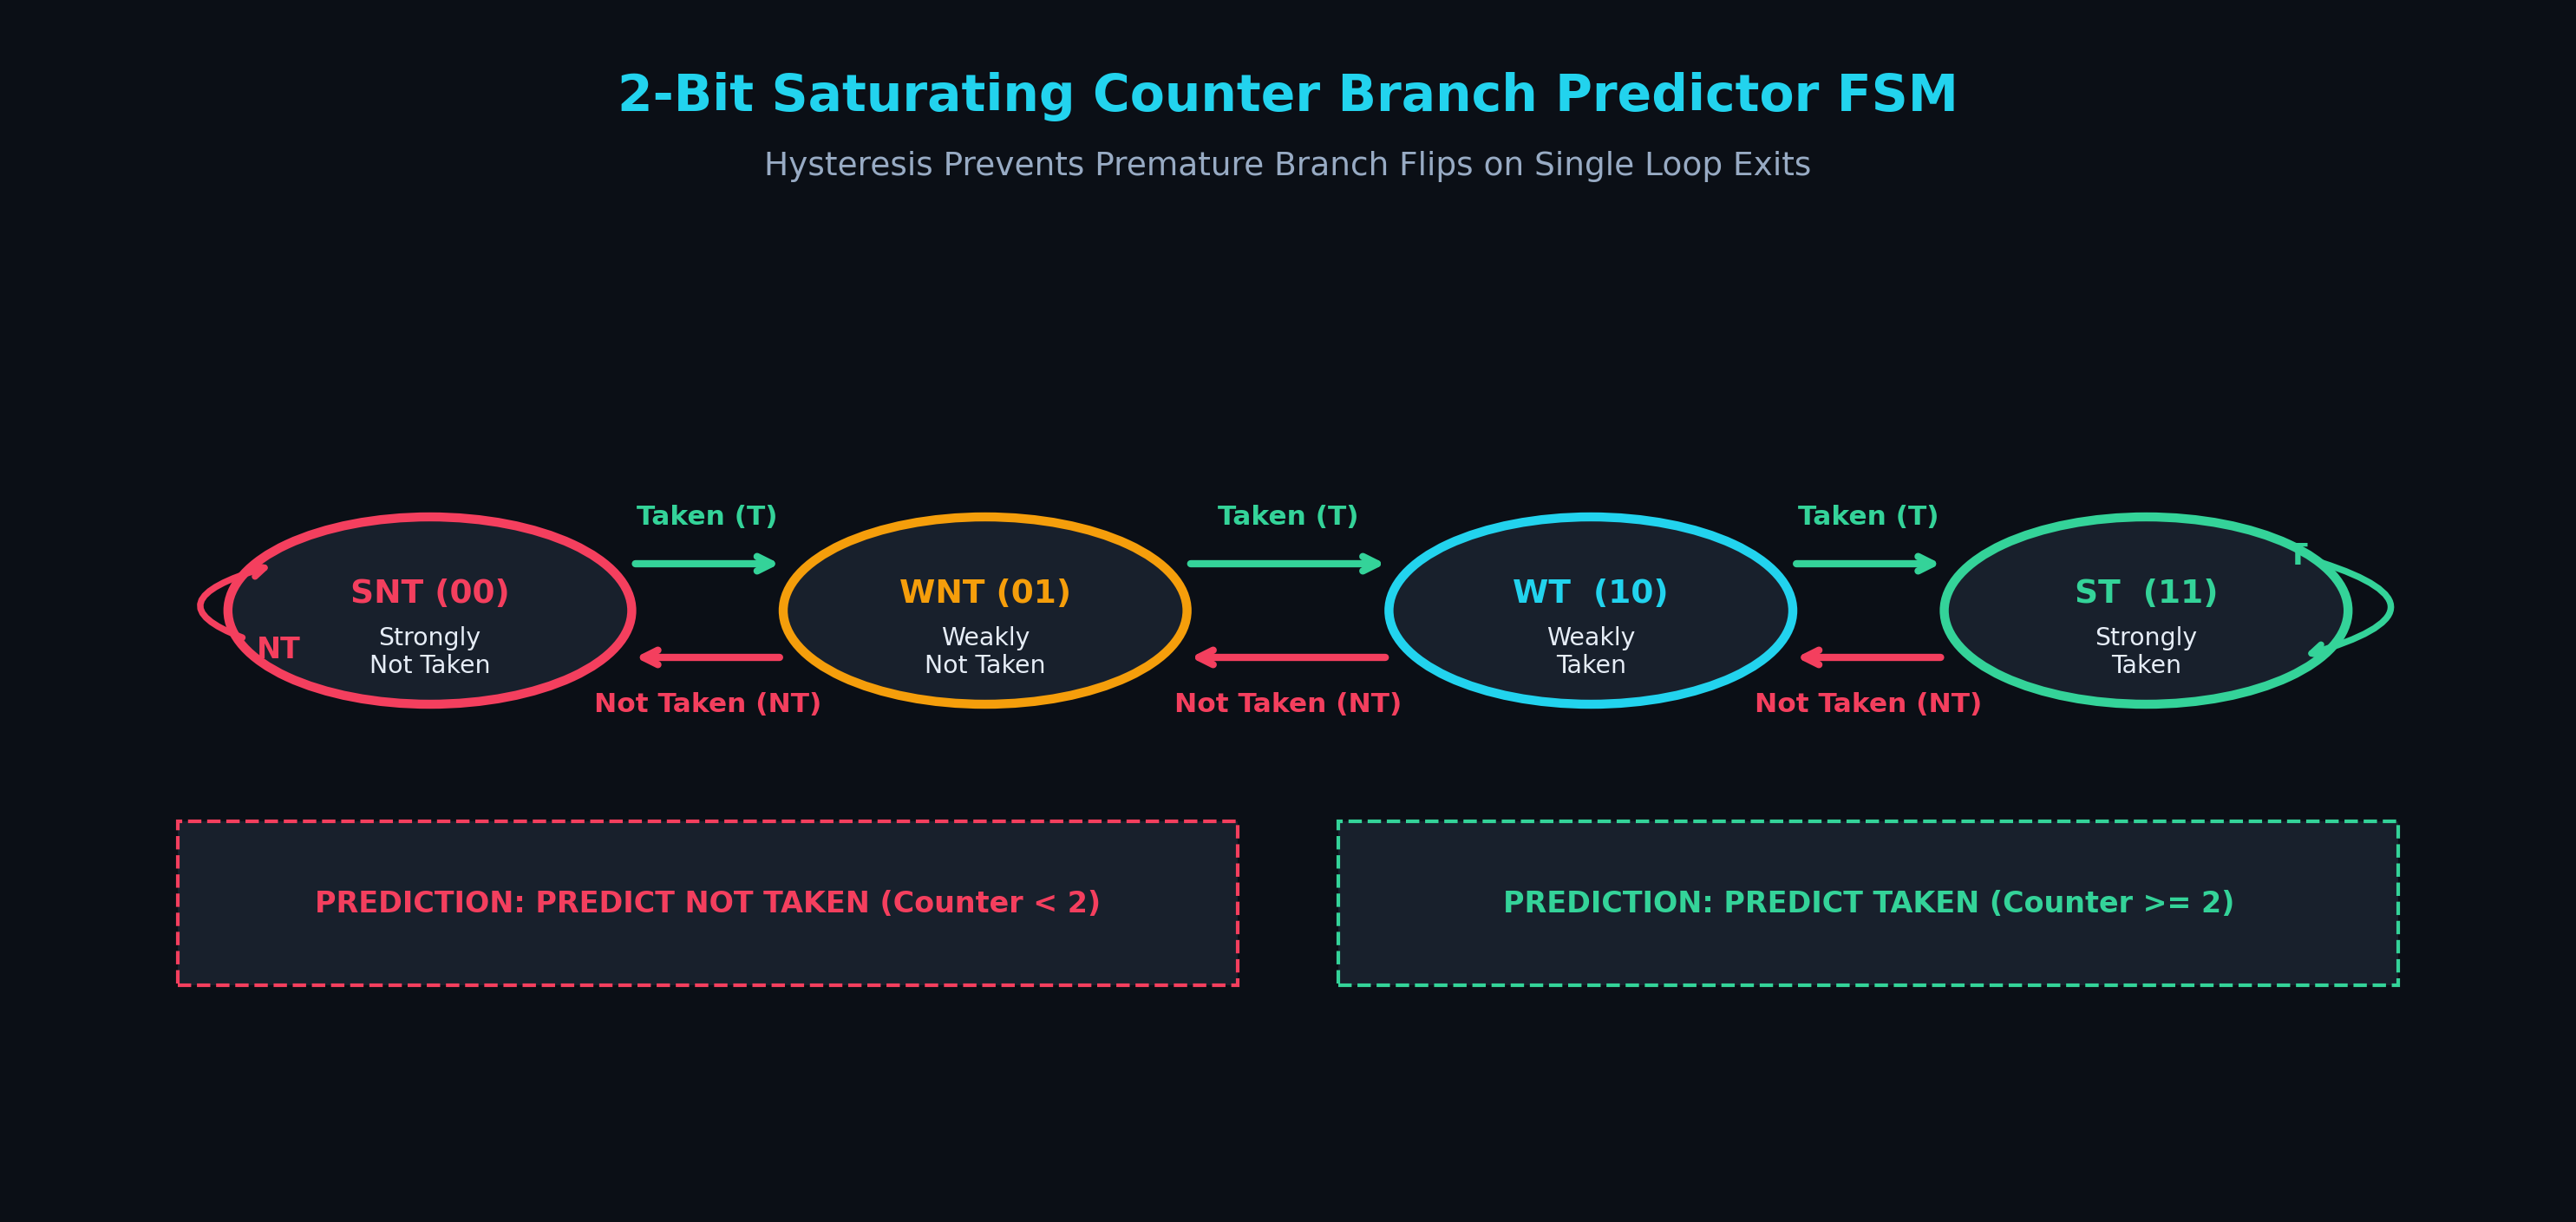 2-Bit Saturating Counter Branch Predictor FSM
Hysteresis Prevents Premature Branch Flips on Single Loop Exits
Taken (T)
Taken (T)
Taken (T)
T
SNT (00)
WNT (01)
WT (10)
ST (11)
NT
Strongly
Not Taken
Weakly
Not Taken
Weakly
Taken
Strongly
Taken
Not Taken (NT)
Not Taken (NT)
Not Taken (NT)
PREDICTION: PREDICT NOT TAKEN (Counter < 2)
PREDICTION: PREDICT TAKEN (Counter >= 2)